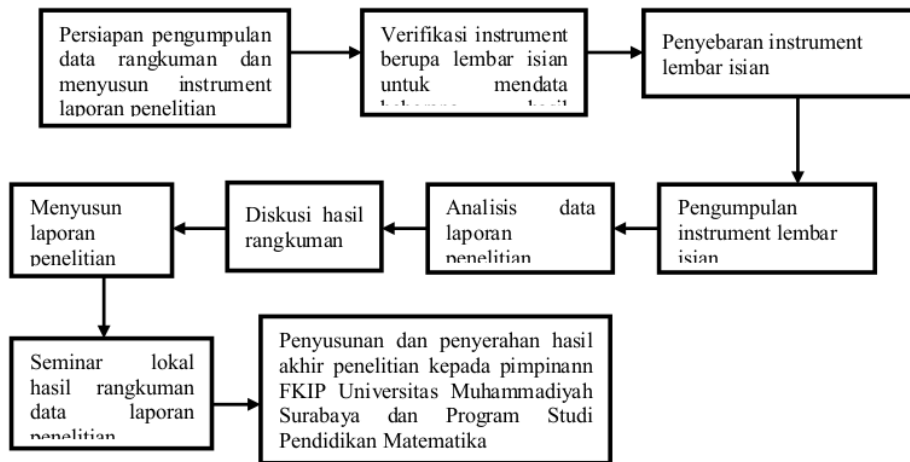 Persiapan pengumpulan
data rangkuman dan
menyusun instrument
laporan penelitian
Verifikasi instrument
berupa lembar isian
untuk mendata
hasil
Penyebaran instrument
lembar isian
Pengumpulan
instrument lembar
isian
Analisis data
laporan
penelitian
Diskusi hasil
rangkuman
Menyusun
laporan
penelitian
Seminar lokal
hasil rangkuman
data laporan
penelitian
Penyusunan dan penyerahan hasil
akhir penelitian kepada pimpinann
FKIP Universitas Muhammadiyah
Surabaya dan Program Studi
Pendidikan Matematika